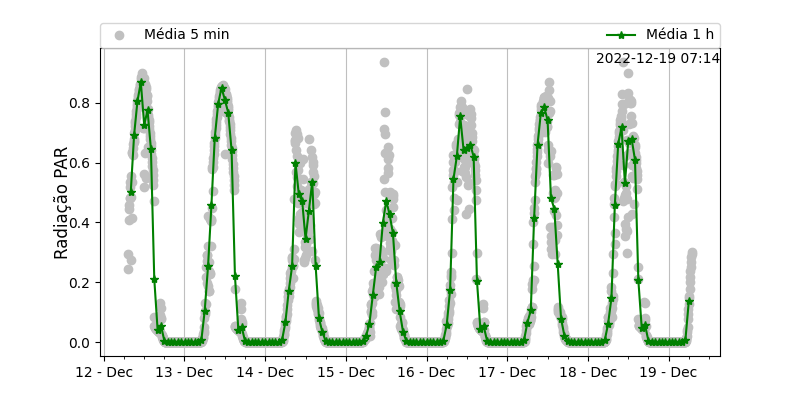 Média 5 min
Média 1 h
2022-12-19 07:14
Radiação PAR
0.8
0.6
0.4
0.2
0.0
12 - Dec
13 - Dec
14 - Dec
15 - Dec
16 - Dec
17 - Dec
18 - Dec
19 - Dec